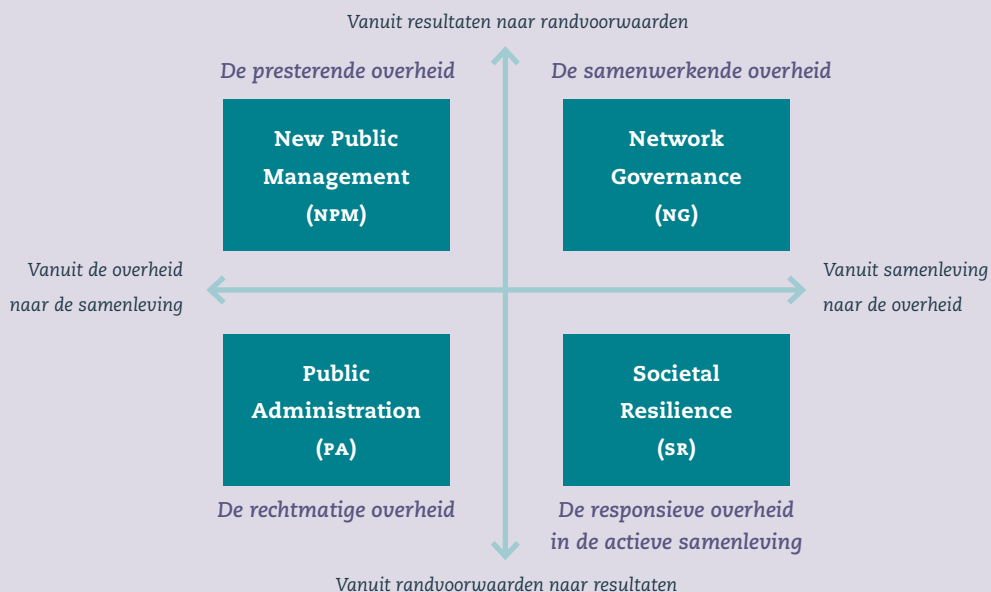 Vanuit resultaten naar randvoorwaarden
De presterende overheid
De samenwerkende overheid
New Public
Management
(NPM)
Network
Governance
(NG)
Vanuit de overheid
naar de samenleving
Vanuit samenleving
naar de overheid
Public
Administration
(PA)
Societal
Resilience
(SR)
De rechtmatige overheid
De responsieve overheid
in de actieve samenleving
Vanuit randvoorwaarden naar resultaten